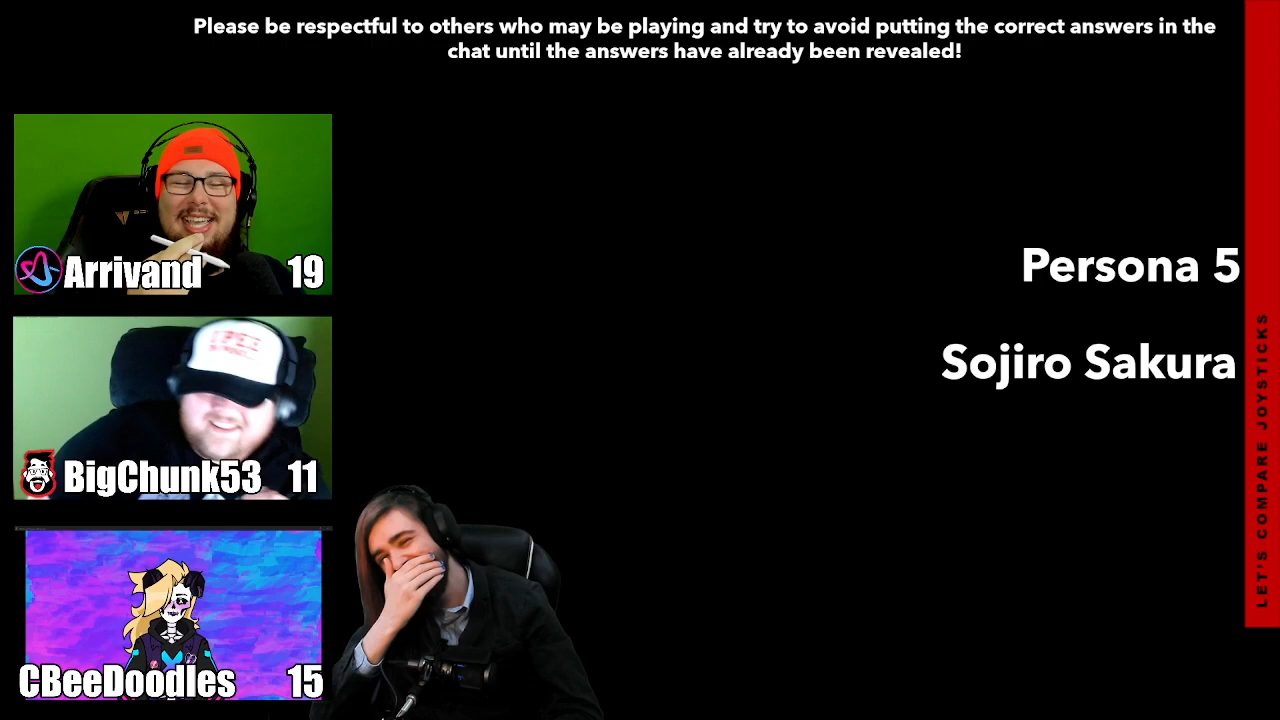 Please be respectful to others who may be playing and try to avoid putting the correct answers in the
chat until the answers have already been revealed!
Arrivand 19
BigChunk53 11
CBeeDoodles 15
Persona 5
Sojiro Sakura
LET'S COMPARE JOYSTICKS